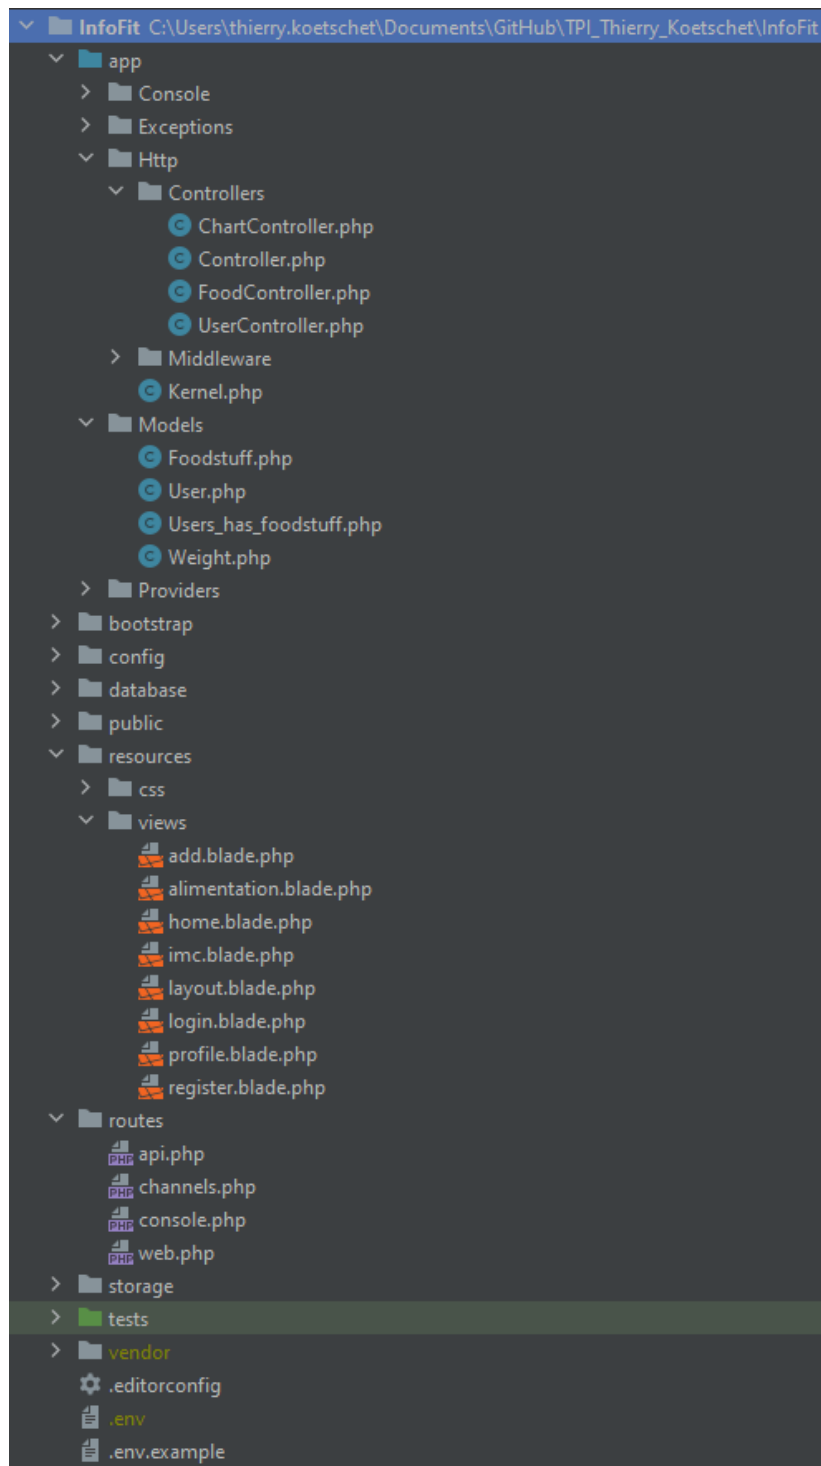 InfoFit C:\Users\thierry.koetschet\Documents\GitHub\TPI_Thierry_Koetschet\InfoFit
app
Console
Exceptions
Http
Controllers
ChartController.php
Controller.php
FoodController.php
UserController.php
Middleware
Kernel.php
Models
Foodstuff.php
User.php
Users_has_foodstuff.php
Weight.php
Providers
bootstrap
config
database
public
resources
css
views
add.blade.php
alimentation.blade.php
home.blade.php
imc.blade.php
layout.blade.php
login.blade.php
profile.blade.php
register.blade.php
routes
api.php
channels.php
console.php
web.php
storage
tests
vendor
.editorconfig
.env
.env.example